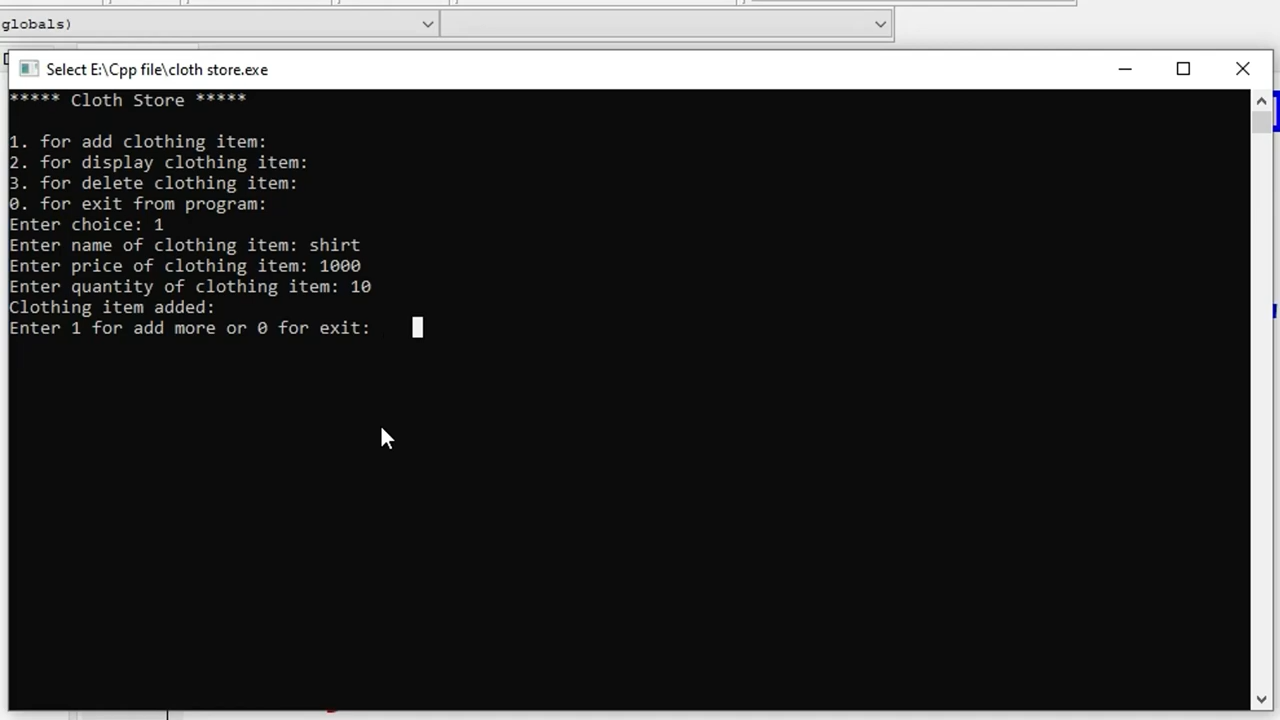 globals)
Select E:\Cpp file\cloth store.exe
***** Cloth Store *****
1. for add clothing item:
2. for display clothing item:
3. for delete clothing item:
0. for exit from program:
Enter choice: 1
Enter name of clothing item: shirt
Enter price of clothing item: 1000
Enter quantity of clothing item: 10
Clothing item added:
Enter 1 for add more or 0 for exit: